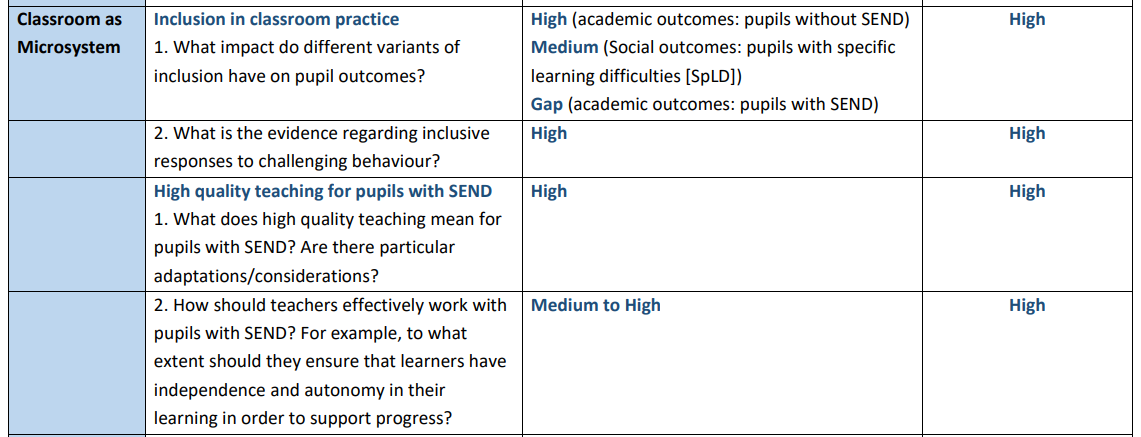 Classroom as
Microsystem
Inclusion in classroom practice
1. What impact do different variants of
inclusion have on pupil outcomes?
High (academic outcomes: pupils without SEND)
Medium (Social outcomes: pupils with specific
learning difficulties [SpLD])
Gap (academic outcomes: pupils with SEND)
High
2. What is the evidence regarding inclusive
responses to challenging behaviour?
High
High
High quality teaching for pupils with SEND
1. What does high quality teaching mean for
pupils with SEND? Are there particular
adaptations/considerations?
High
High
2. How should teachers effectively work with
pupils with SEND? For example, to what
extent should they ensure that learners have
independence and autonomy in their
learning in order to support progress?
Medium to High
High